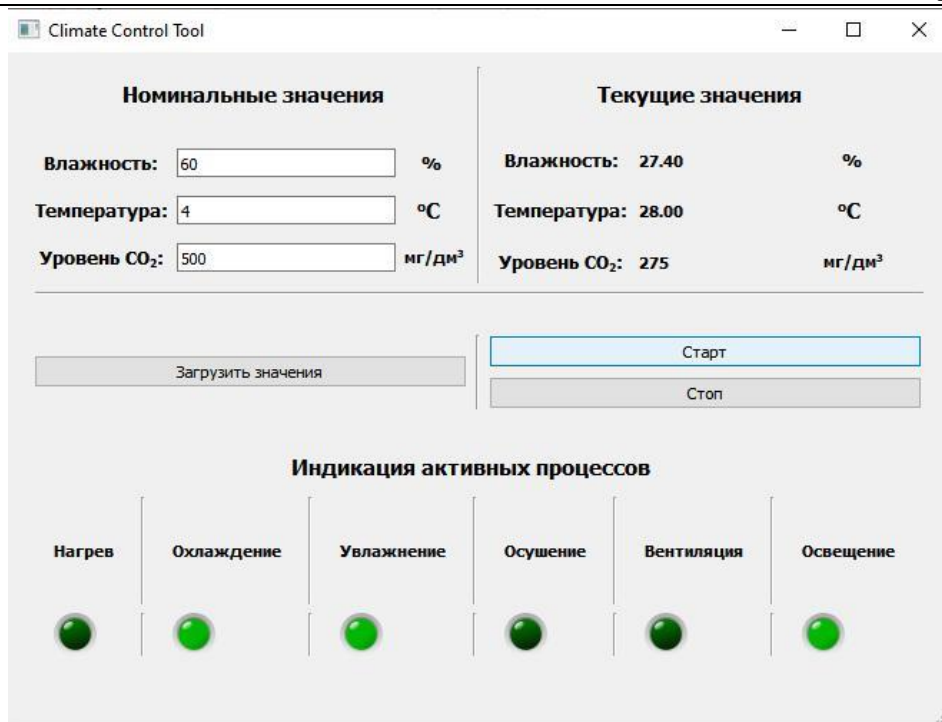 Climate Control Tool
Номинальные значения
Влажность: 60 %
Температура: 4 ºC
Уровень CO₂: 500 мг/дм³
Текущие значения
Влажность: 27.40 %
Температура: 28.00 ºC
Уровень CO₂: 275 мг/дм³
Загрузить значения
Старт
Стоп
Индикация активных процессов
Нагрев Охлаждение Увлажнение Осушение Вентиляция Освещение